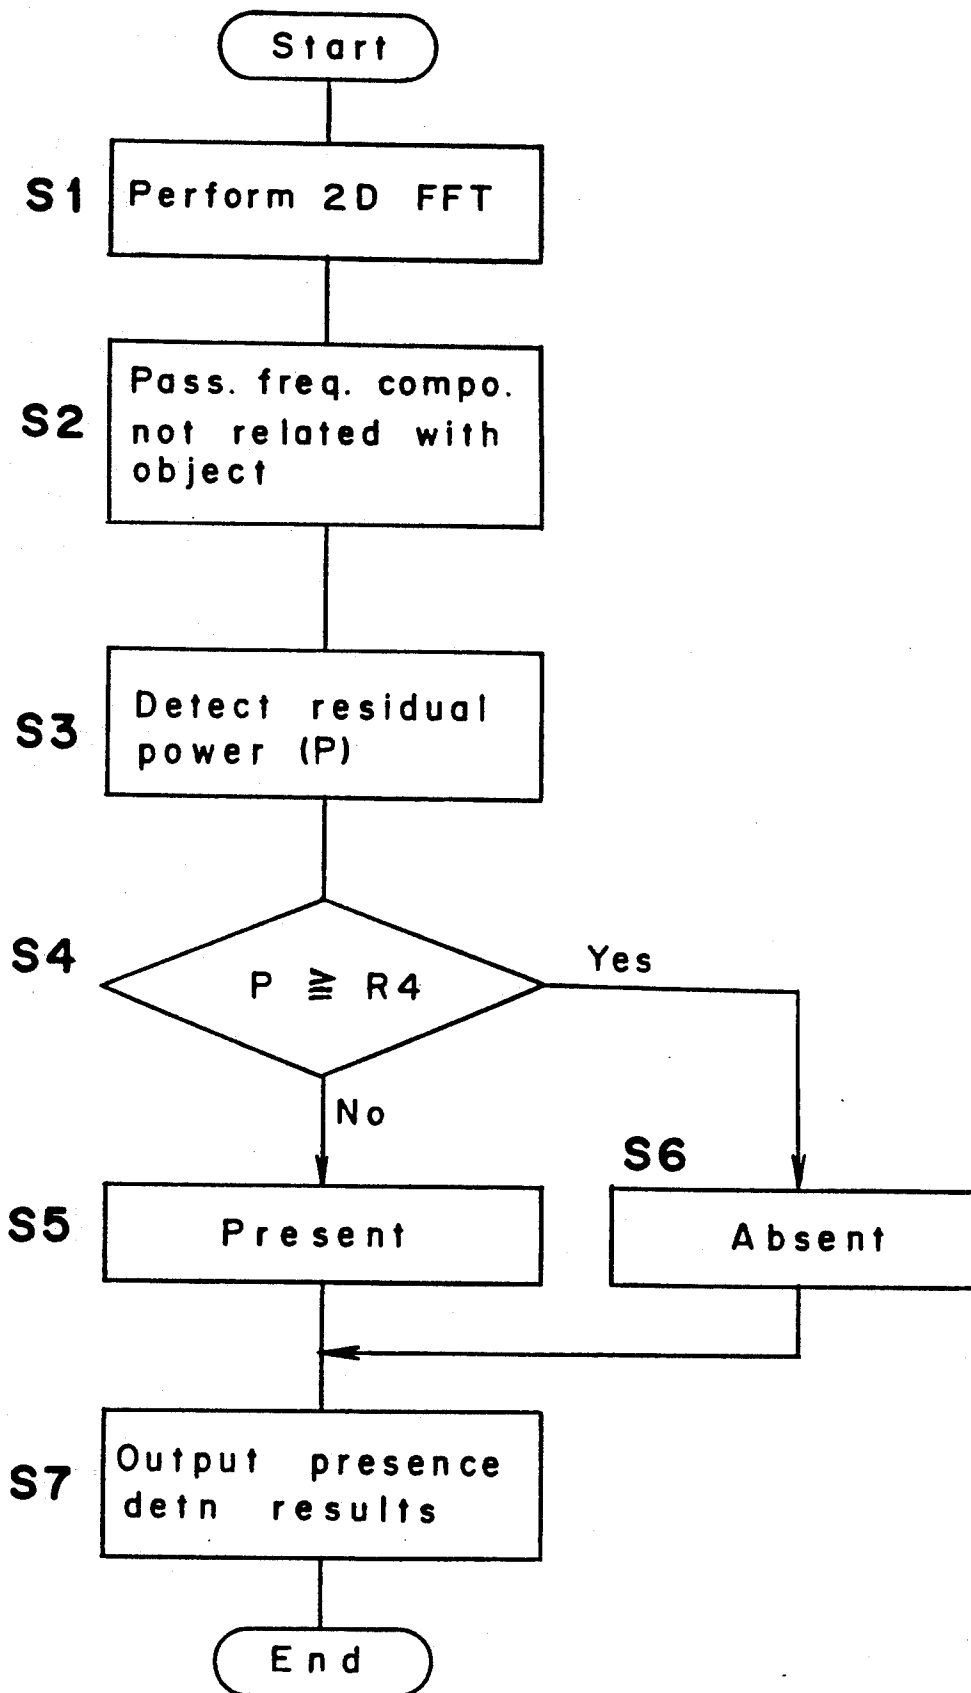 Start
S1
Perform 2D FFT
S2
Pass. freq. compo.
not related with
object
S3
Detect residual
power (P)
S4
P ≧ R4
Yes
No
S6
S5
Present
Absent
S7
Output presence
detn results
End